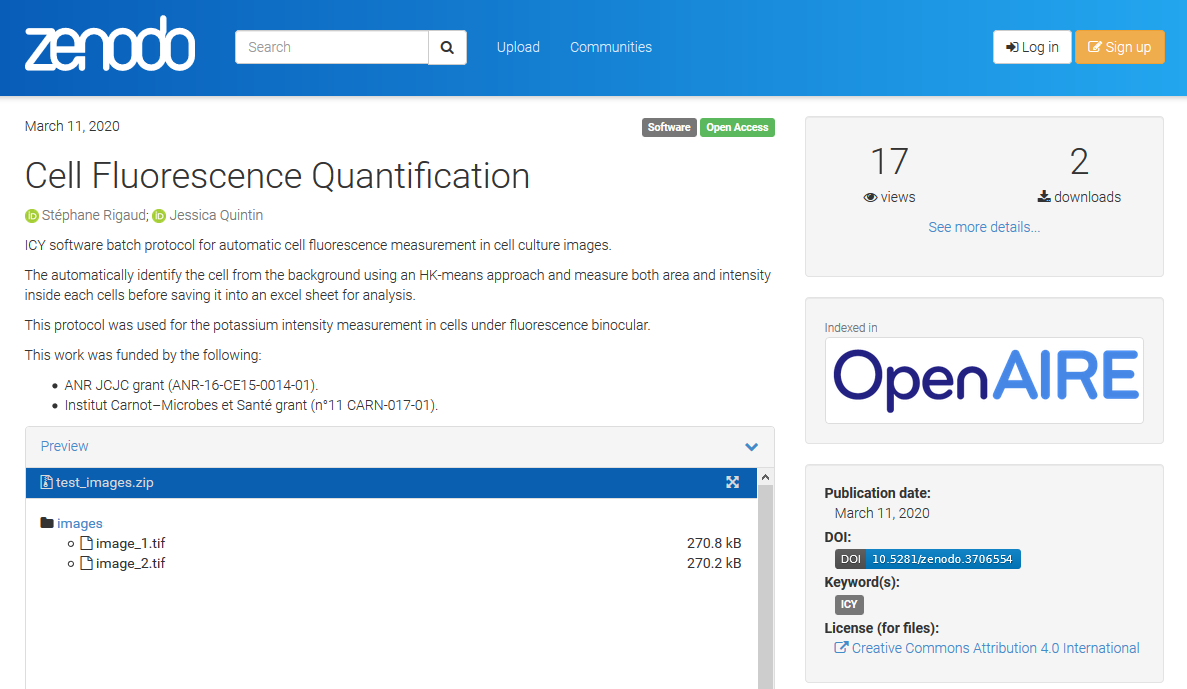 zenodo
Search
Upload
Communities
Log in
Sign up
March 11, 2020
Software
Open Access
Cell Fluorescence Quantification
iD Stéphane Rigaud; iD Jessica Quintin
ICY software batch protocol for automatic cell fluorescence measurement in cell culture images.
The automatically identify the cell from the background using an HK-means approach and measure both area and intensity
inside each cells before saving it into an excel sheet for analysis.
This protocol was used for the potassium intensity measurement in cells under fluorescence binocular.
This work was funded by the following:
• ANR JCJC grant (ANR-16-CE15-0014-01).
• Institut Carnot–Microbes et Santé grant (n°11 CARN-017-01).
Preview
test_images.zip
images
image_1.tif 270.8 kB
image_2.tif 270.2 kB
17
views
2
downloads
See more details...
Indexed in
OpenAIRE
Publication date:
March 11, 2020
DOI:
DOI 10.5281/zenodo.3706554
Keyword(s):
ICY
License (for files):
Creative Commons Attribution 4.0 International